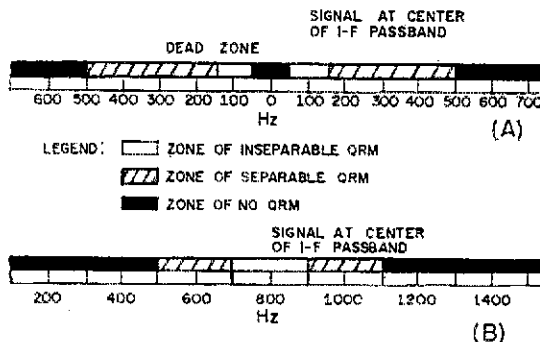 SIGNAL AT CENTER
OF I-F PASSBAND
DEAD ZONE
600 500 400 300 200 100 0 100 200 300 400 500 600 700
Hz
(A)
LEGEND: ZONE OF INSEPARABLE QRM
ZONE OF SEPARABLE QRM
ZONE OF NO QRM
SIGNAL AT CENTER
OF I-F PASSBAND
200 400 600 800 1000 1200 1400
Hz
(B)